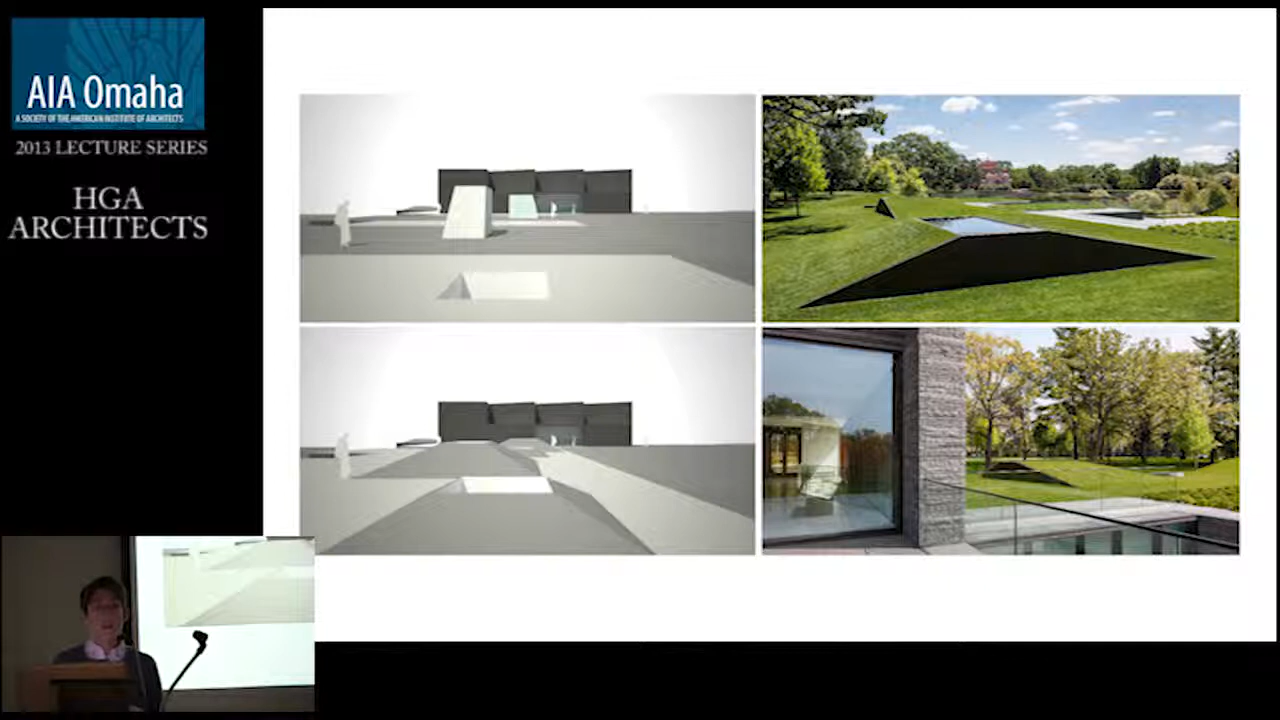 AIA Omaha
A SOCIETY OF THE AMERICAN INSTITUTE OF ARCHITECTS
2013 LECTURE SERIES
HGA
ARCHITECTS